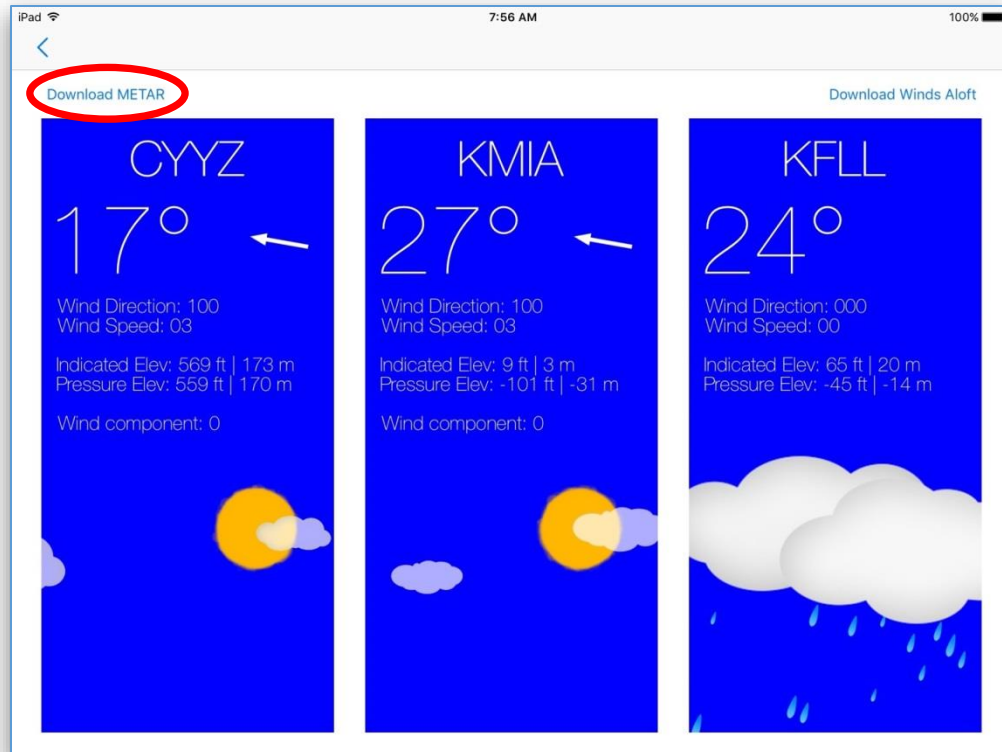 iPad 7:56 AM 100%
Download METAR Download Winds Aloft
CYYZ
17°
Wind Direction: 100
Wind Speed: 03
Indicated Elev: 569 ft | 173 m
Pressure Elev: 559 ft | 170 m
Wind component: 0
KMIA
27°
Wind Direction: 100
Wind Speed: 03
Indicated Elev: 9 ft | 3 m
Pressure Elev: -101 ft | -31 m
Wind component: 0
KFLL
24°
Wind Direction: 000
Wind Speed: 00
Indicated Elev: 65 ft | 20 m
Pressure Elev: -45 ft | -14 m